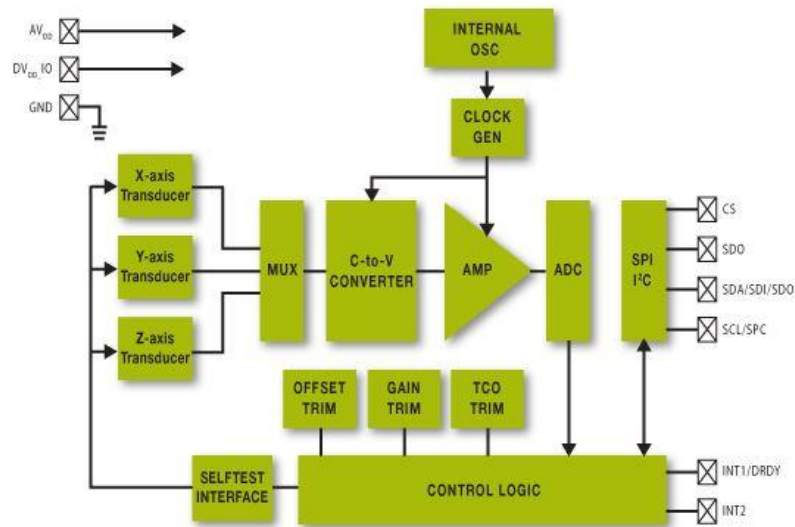 AVDD
DVDD_IO
GND
INTERNAL
OSC
CLOCK
GEN
X-axis
Transducer
Y-axis
Transducer
Z-axis
Transducer
MUX
C-to-V
CONVERTER
AMP
ADC
SPI
I²C
CS
SDO
SDA/SDI/SDO
SCL/SPC
OFFSET
TRIM
GAIN
TRIM
TCO
TRIM
SELFTEST
INTERFACE
CONTROL LOGIC
INT1/DRDY
INT2